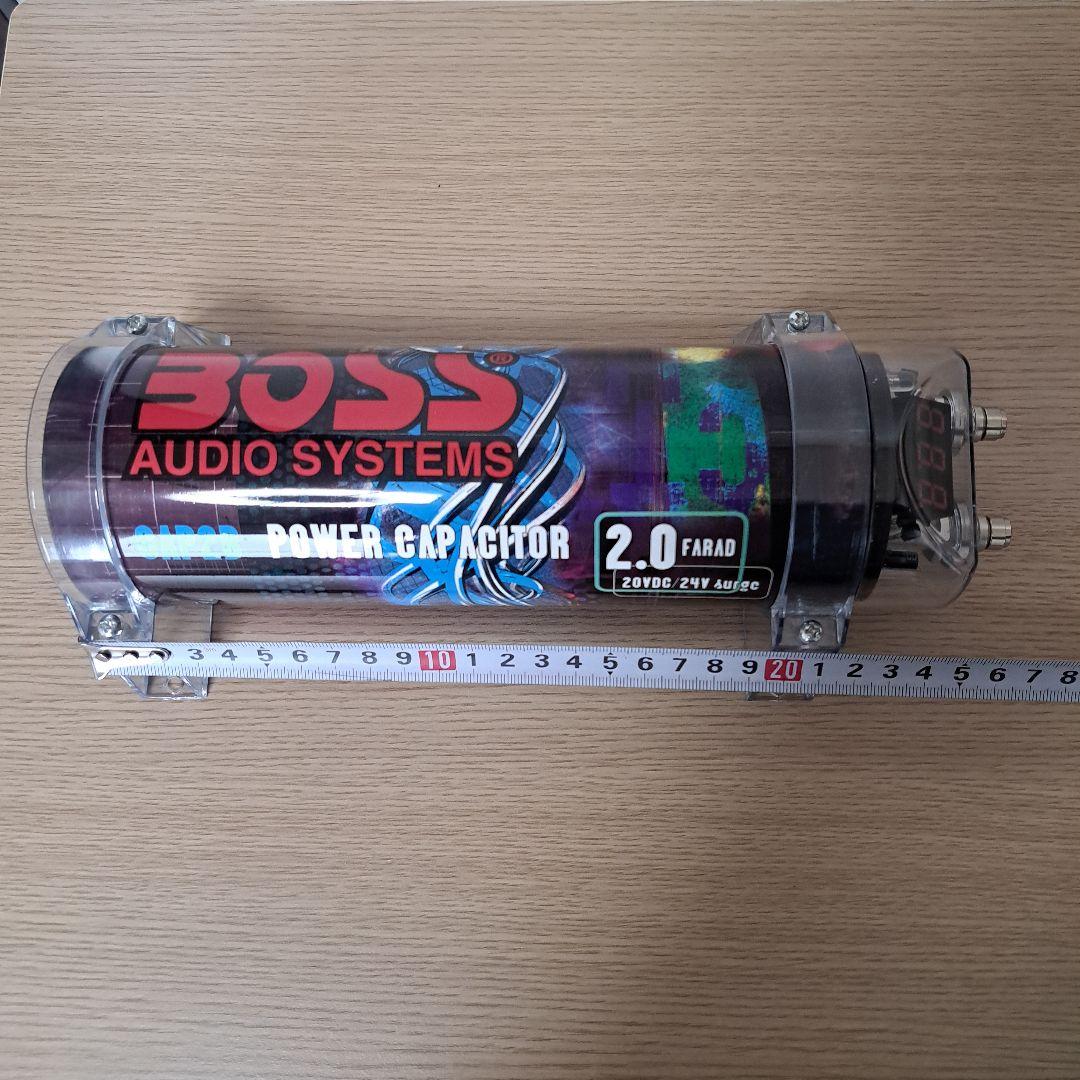 BOSS®
AUDIO SYSTEMS
CAP2R POWER CAPACITOR
2.0 FARAD
20VDC/24V Surge
888
3 4 5 6 7 8 9 10 1 2 3 4 5 6 7 8 9 20 1 2 3 4 5 6 7 8